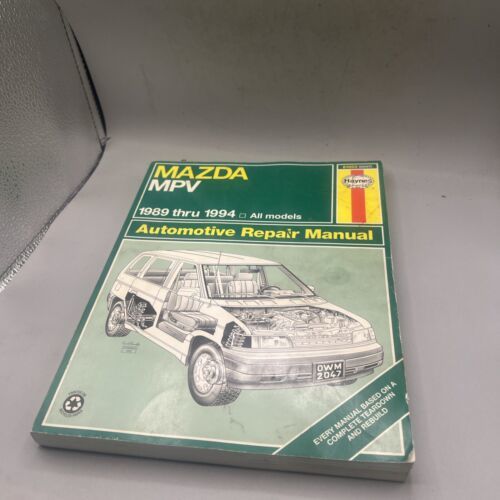 MAZDA
MPV
1989 thru 1994 □ All models
Automotive Repair Manual
Haynes
OWM
2047
EVERY MANUAL BASED ON A
COMPLETE TEARDOWN
AND REBUILD